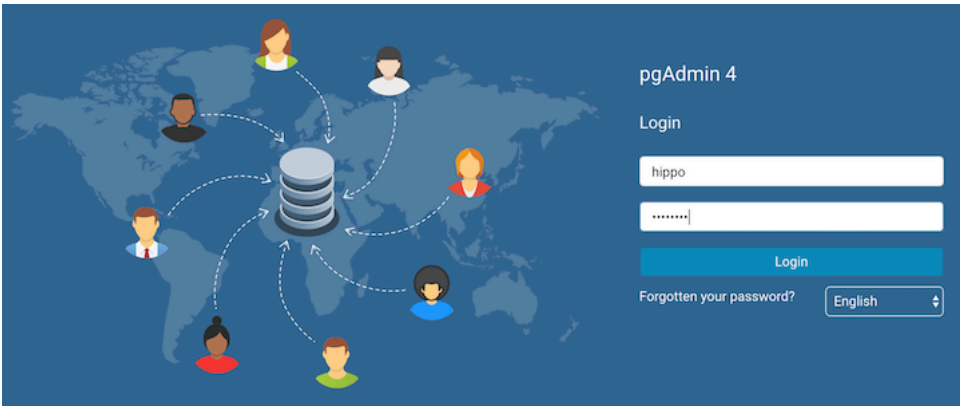 pgAdmin 4
Login
hippo
••••••••
Login
Forgotten your password?
English